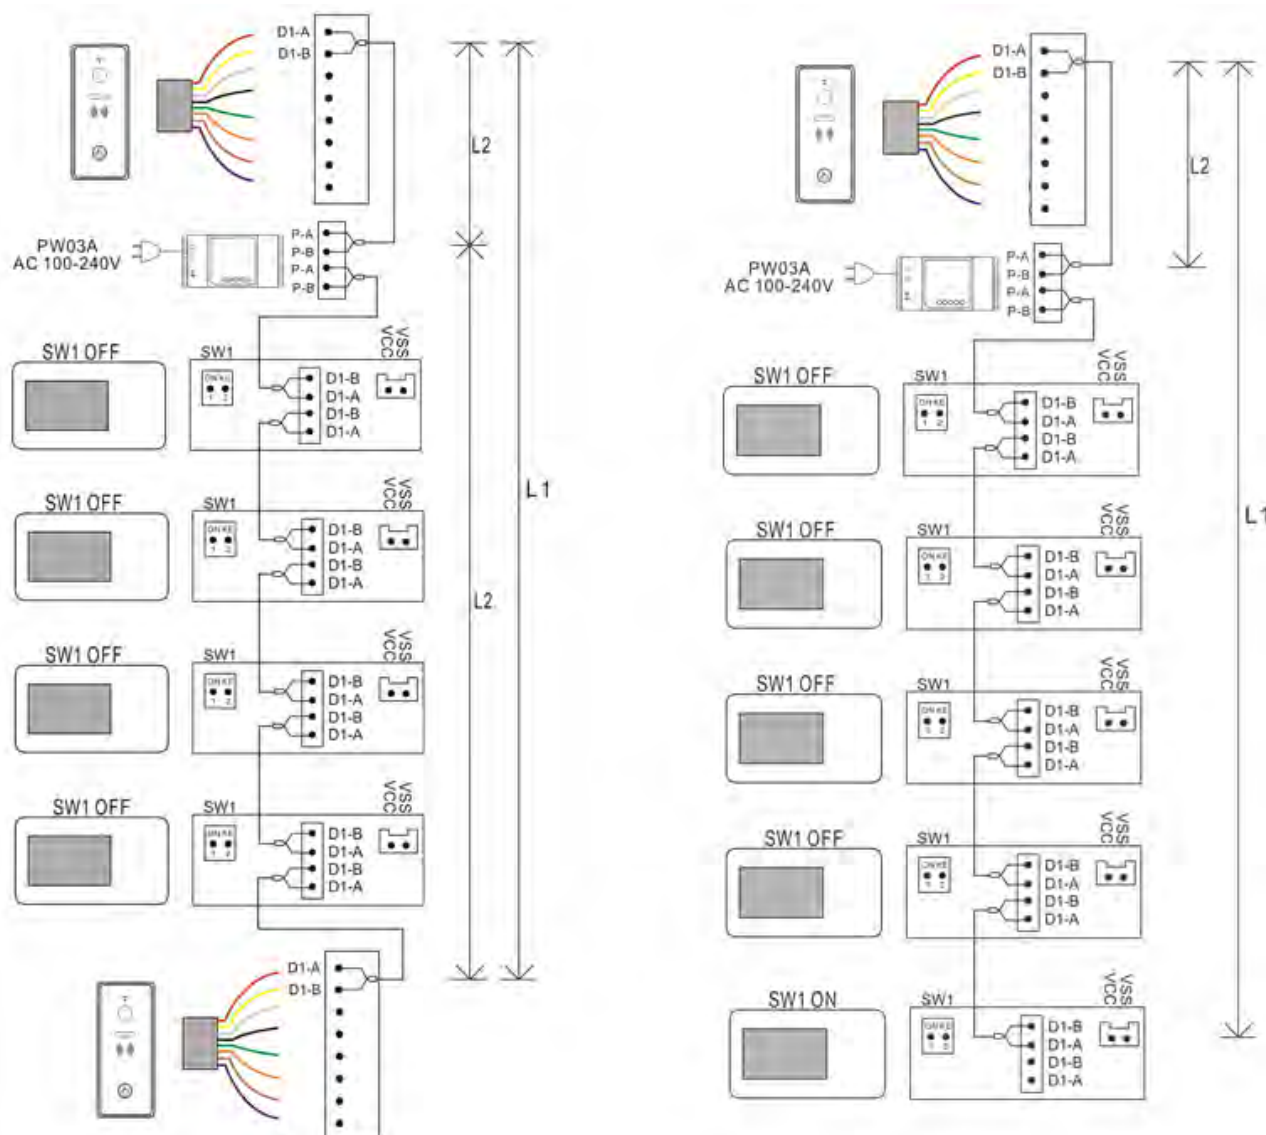 D1-A
D1-B
L2
PW03A
AC 100-240V
P-A
P-B
P-A
P-B
SW1 OFF
SW1
1 2
D1-B
D1-A
D1-B
D1-A
VCC
VSS
SW1 OFF
SW1
D1-B
D1-A
D1-B
D1-A
VCC
VSS
L1
L2
SW1 OFF
SW1
D1-B
D1-A
D1-B
D1-A
VCC
VSS
SW1 OFF
SW1
D1-B
D1-A
D1-B
D1-A
VCC
VSS
D1-A
D1-B
D1-A
D1-B
L2
PW03A
AC 100-240V
P-A
P-B
P-A
P-B
SW1 OFF
SW1
1 2
D1-B
D1-A
D1-B
D1-A
VCC
VSS
SW1 OFF
SW1
D1-B
D1-A
D1-B
D1-A
VCC
VSS
L1
SW1 OFF
SW1
D1-B
D1-A
D1-B
D1-A
VCC
VSS
SW1 OFF
SW1
D1-B
D1-A
D1-B
D1-A
VCC
VSS
SW1 ON
SW1
D1-B
D1-A
D1-B
D1-A
VCC
VSS